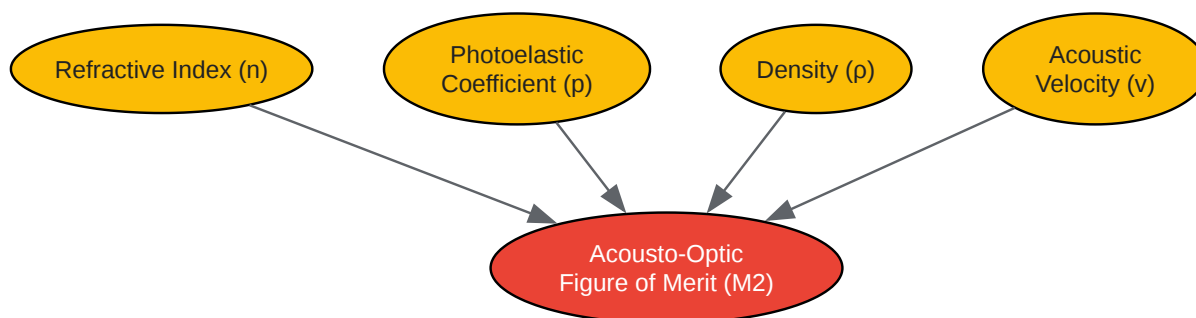 Refractive Index (n)
Photoelastic
Coefficient (p)
Density (ρ)
Acoustic
Velocity (v)
Acousto-Optic
Figure of Merit (M2)